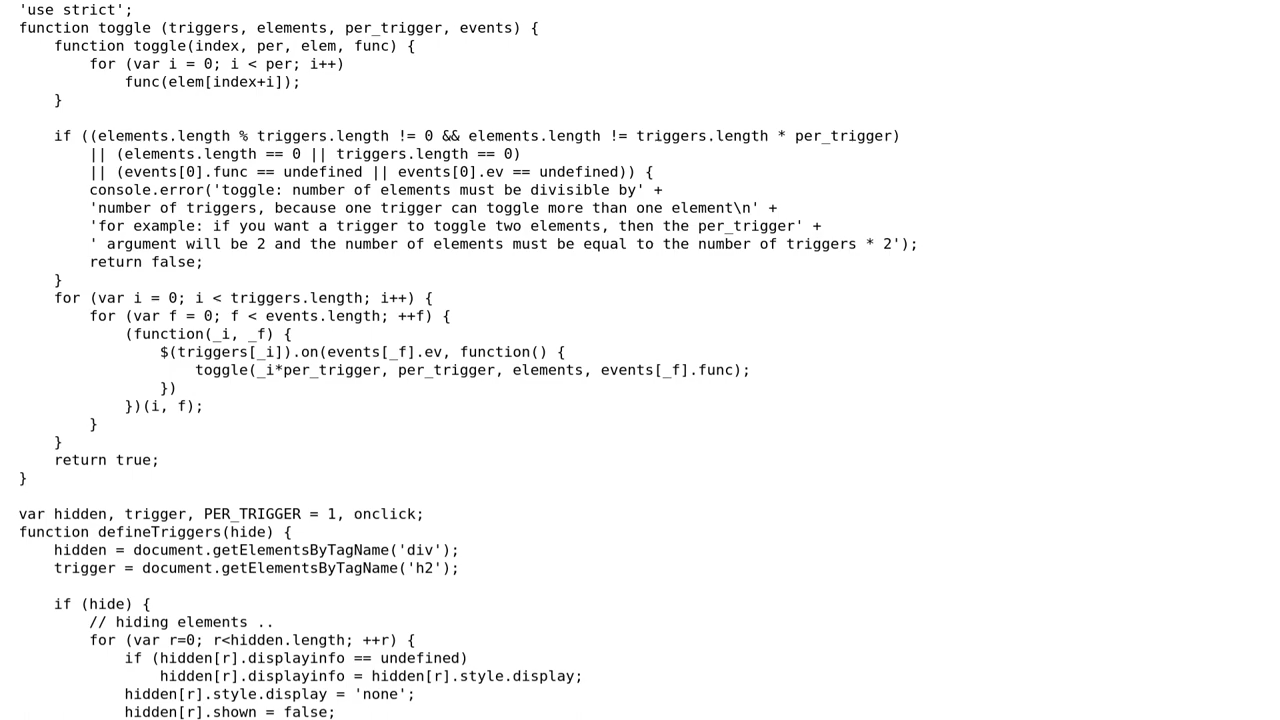 'use strict';
function toggle (triggers, elements, per_trigger, events) {
    function toggle(index, per, elem, func) {
        for (var i = 0; i < per; i++)
            func(elem[index+i]);
    }

    if ((elements.length % triggers.length != 0 && elements.length != triggers.length * per_trigger)
        || (elements.length == 0 || triggers.length == 0)
        || (events[0].func == undefined || events[0].ev == undefined)) {
        console.error('toggle: number of elements must be divisible by' +
        'number of triggers, because one trigger can toggle more than one element\n' +
        'for example: if you want a trigger to toggle two elements, then the per_trigger' +
        ' argument will be 2 and the number of elements must be equal to the number of triggers * 2');
        return false;
    }
    for (var i = 0; i < triggers.length; i++) {
        for (var f = 0; f < events.length; ++f) {
            (function(_i, _f) {
                $(triggers[_i]).on(events[_f].ev, function() {
                    toggle(_i*per_trigger, per_trigger, elements, events[_f].func);
                })
            })(i, f);
        }
    }
    return true;
}

var hidden, trigger, PER_TRIGGER = 1, onclick;
function defineTriggers(hide) {
    hidden = document.getElementsByTagName('div');
    trigger = document.getElementsByTagName('h2');

    if (hide) {
        // hiding elements ..
        for (var r=0; r<hidden.length; ++r) {
            if (hidden[r].displayinfo == undefined)
                hidden[r].displayinfo = hidden[r].style.display;
            hidden[r].style.display = 'none';
            hidden[r].shown = false;